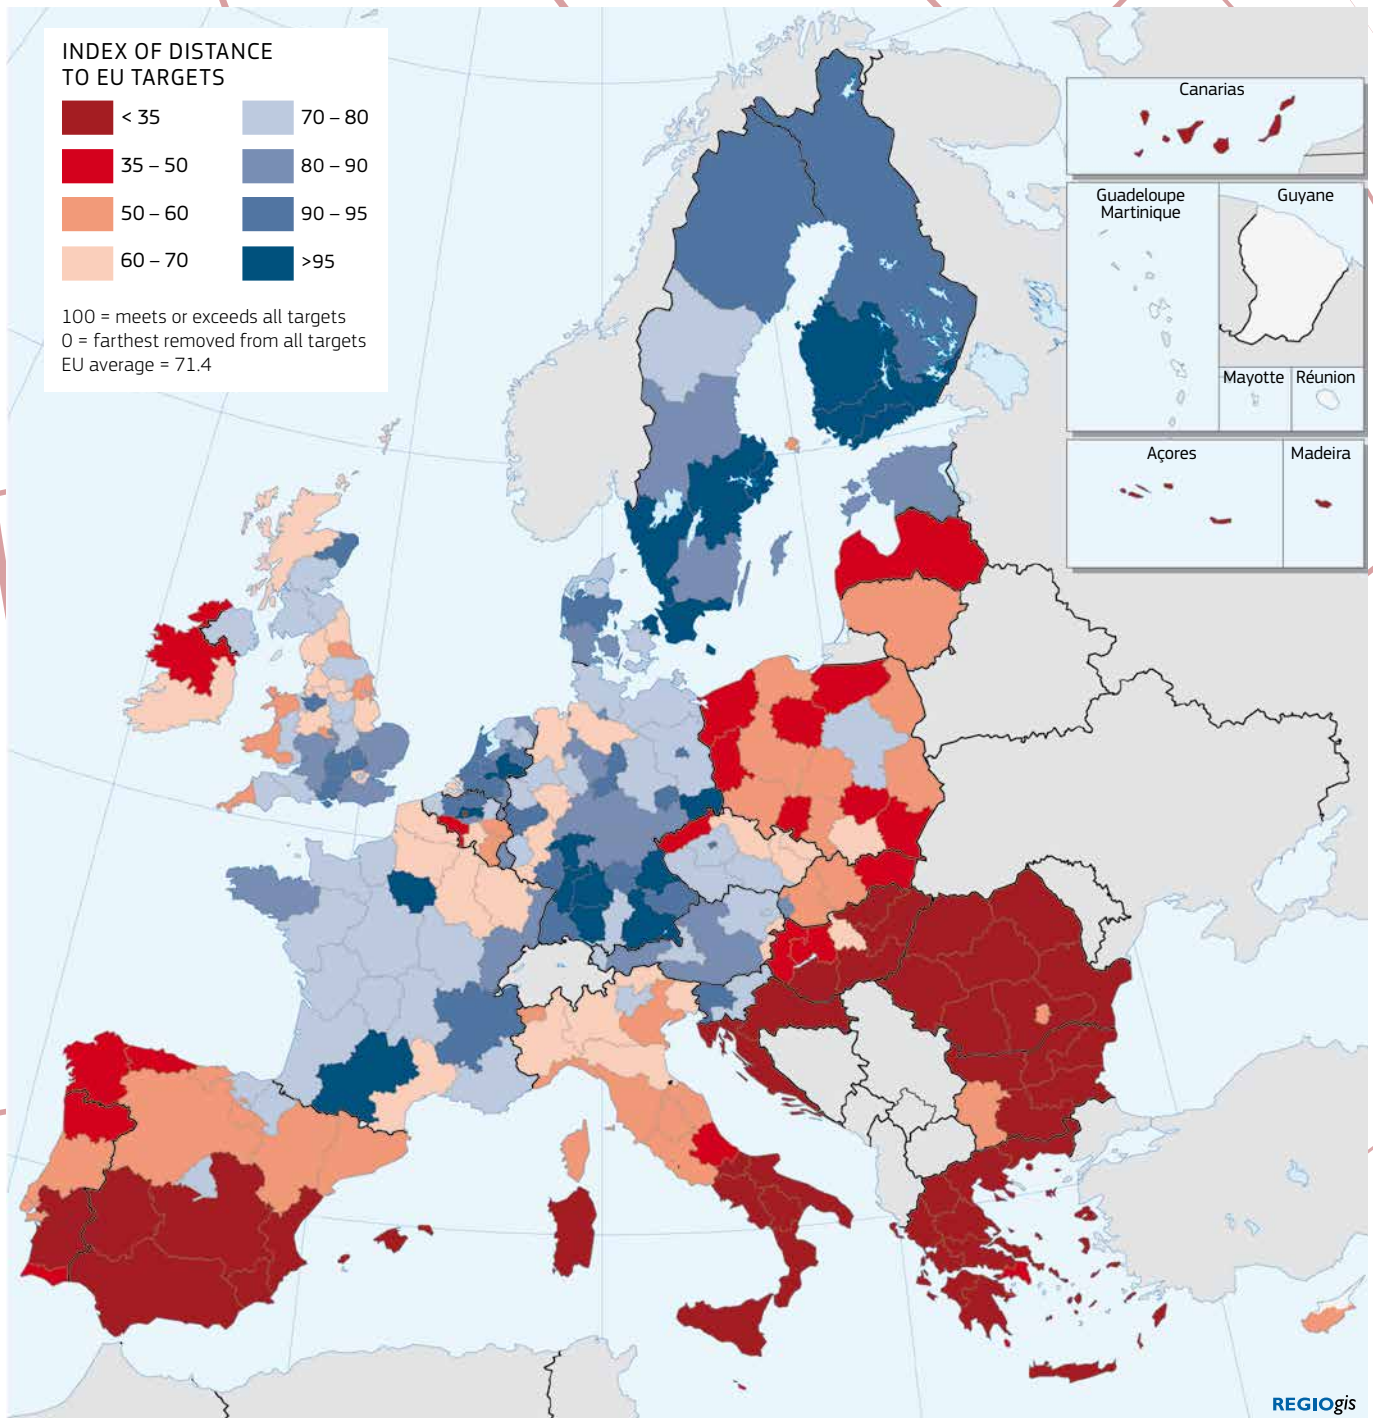 INDEX OF DISTANCE
TO EU TARGETS
< 35
70 – 80
35 – 50
80 – 90
50 – 60
90 – 95
60 – 70
>95
100 = meets or exceeds all targets
0 = farthest removed from all targets
EU average = 71.4
Canarias
Guadeloupe
Martinique
Guyane
Mayotte
Réunion
Açores
Madeira
REGIOgis